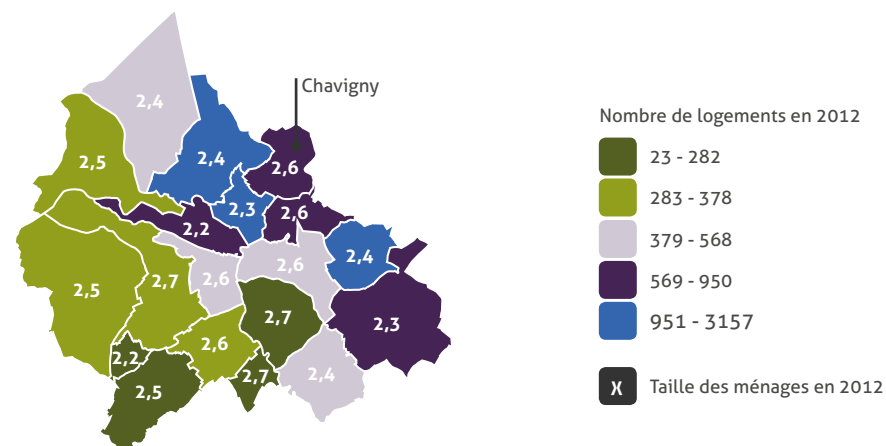 Chavigny
2,4
2,5
2,4
2,6
2,3
2,6
2,2
2,4
2,6
2,6
2,7
2,5
2,7
2,3
2,6
2,2
2,7
2,4
2,5
Nombre de logements en 2012
23 - 282
283 - 378
379 - 568
569 - 950
951 - 3157
X Taille des ménages en 2012